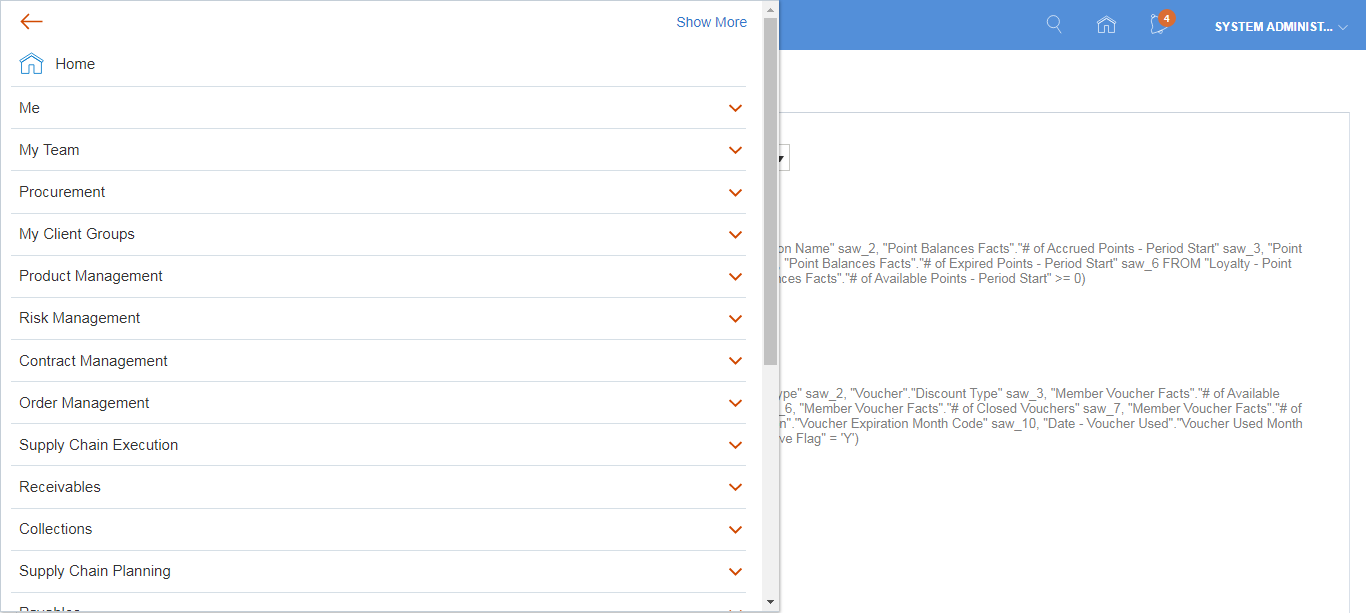 Show More
4
SYSTEM ADMINIST...
Home
Me
My Team
Procurement
My Client Groups
Product Management
Risk Management
Contract Management
Order Management
Supply Chain Execution
Receivables
Collections
Supply Chain Planning
Payables
on Name" saw_2, "Point Balances Facts"."# of Accrued Points - Period Start" saw_3, "Point
, "Point Balances Facts"."# of Expired Points - Period Start" saw_6 FROM "Loyalty - Point
ces Facts"."# of Available Points - Period Start" >= 0)
ype" saw_2, "Voucher"."Discount Type" saw_3, "Member Voucher Facts"."# of Available
_6, "Member Voucher Facts"."# of Closed Vouchers" saw_7, "Member Voucher Facts"."# of
n"."Voucher Expiration Month Code" saw_10, "Date - Voucher Used"."Voucher Used Month
ve Flag" = 'Y')